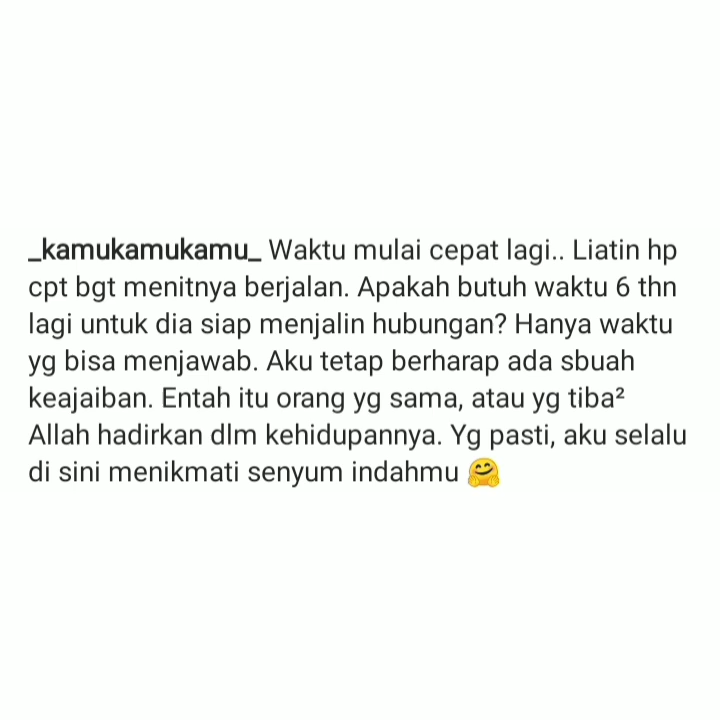 _kamukamukamu_ Waktu mulai cepat lagi.. Liatin hp
cpt bgt menitnya berjalan. Apakah butuh waktu 6 thn
lagi untuk dia siap menjalin hubungan? Hanya waktu
yg bisa menjawab. Aku tetap berharap ada sbuah
keajaiban. Entah itu orang yg sama, atau yg tiba²
Allah hadirkan dlm kehidupannya. Yg pasti, aku selalu
di sini menikmati senyum indahmu 🤗